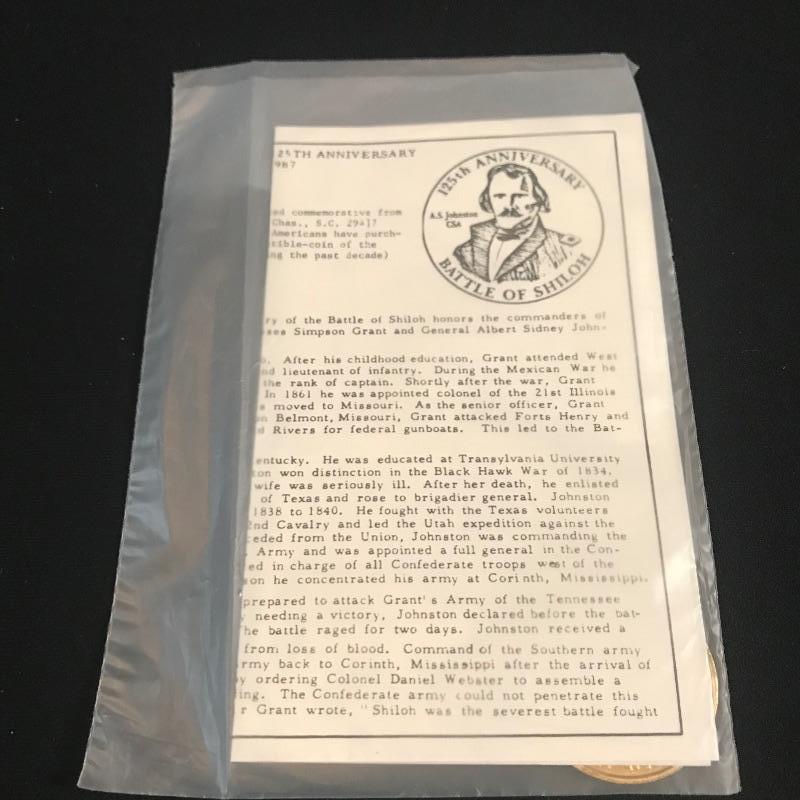 25TH ANNIVERSARY
987
125th ANNIVERSARY
A.S. Johnston
CSA
BATTLE OF SHILOH
ed commemorative from
Chas., S.C. 29417
Americans have purch-
tible-coin of the
ng the past decade)
ry of the Battle of Shiloh honors the commanders of
ses Simpson Grant and General Albert Sidney John-
o. After his childhood education, Grant attended West
nd lieutenant of infantry. During the Mexican War he
the rank of captain. Shortly after the war, Grant
In 1861 he was appointed colonel of the 21st Illinois
s moved to Missouri. As the senior officer, Grant
n Belmont, Missouri, Grant attacked Forts Henry and
d Rivers for federal gunboats. This led to the Bat-
entucky. He was educated at Transylvania University
ton won distinction in the Black Hawk War of 1834.
wife was seriously ill. After her death, he enlisted
of Texas and rose to brigadier general. Johnston
1838 to 1840. He fought with the Texas volunteers
2nd Cavalry and led the Utah expedition against the
eded from the Union, Johnston was commanding the
. Army and was appointed a full general in the Con-
ed in charge of all Confederate troops west of the
son he concentrated his army at Corinth, Mississippi.
prepared to attack Grant's Army of the Tennessee
y needing a victory, Johnston declared before the bat-
he battle raged for two days. Johnston received a
from loss of blood. Command of the Southern army
rmy back to Corinth, Mississippi after the arrival of
by ordering Colonel Daniel Webster to assemble a
ing. The Confederate army could not penetrate this
r Grant wrote, "Shiloh was the severest battle fought